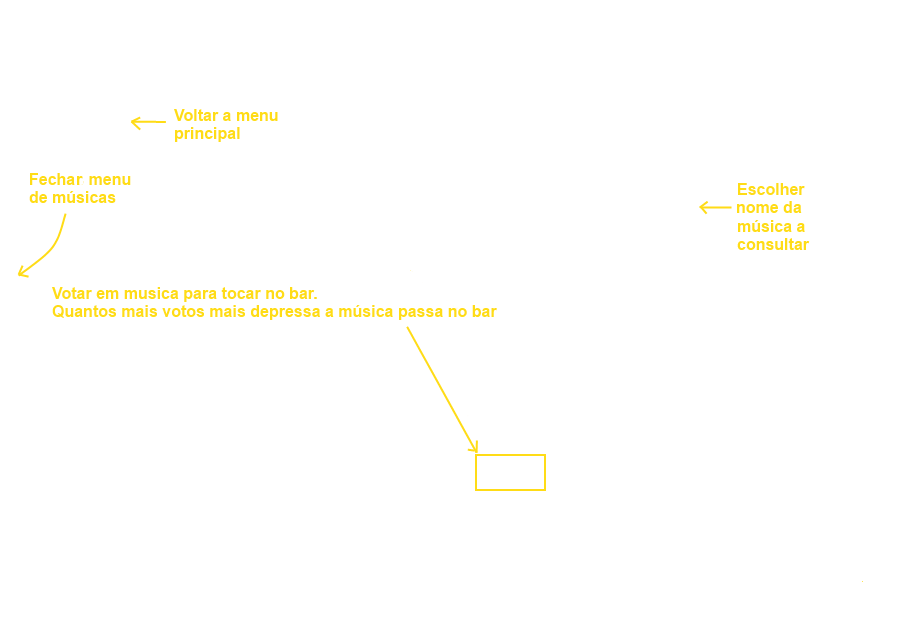 Voltar a menu
principal
Fechar menu
de músicas
Escolher
nome da
música a
consultar
Votar em musica para tocar no bar.
Quantos mais votos mais depressa a música passa no bar